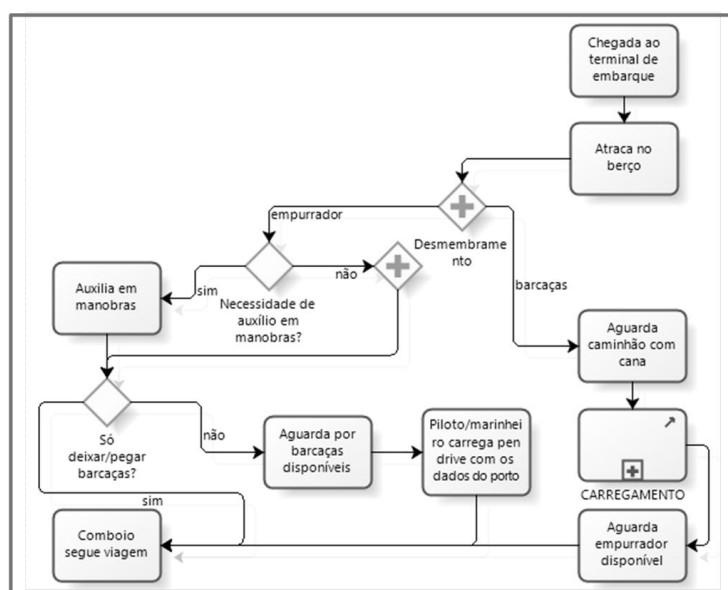 Chegada ao
terminal de
embarque
Atraca no
berço
empurrador
Desmembrame
nto
barcaças
não
sim
Necessidade de
auxílio em
manobras?
Auxilia em
manobras
Aguarda
caminhão com
cana
Só
deixar/pegar
barcaças?
não
Aguarda por
barcaças
disponíveis
Piloto/marinhei
ro carrega pen
drive com os
dados do porto
CARREGAMENTO
sim
Comboio
segue viagem
Aguarda
empurrador
disponível